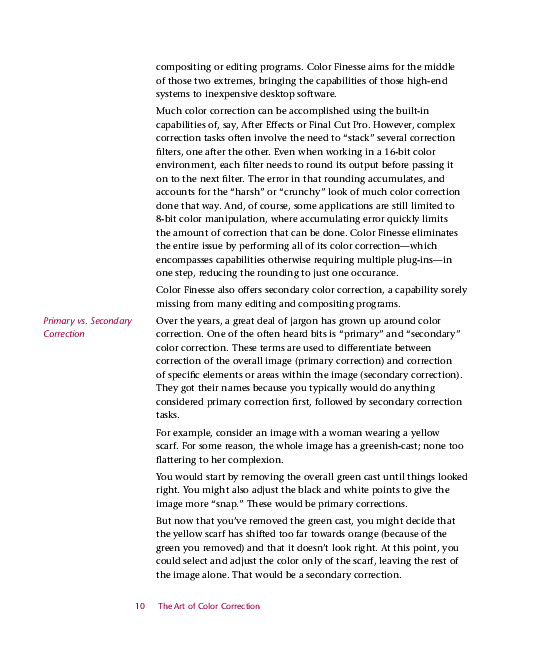 compositing or editing programs. Color Finesse aims for the middle
of those two extremes, bringing the capabilities of those high-end
systems to inexpensive desktop software.
Much color correction can be accomplished using the built-in
capabilities of, say, After Effects or Final Cut Pro. However, complex
correction tasks often involve the need to “stack” several correction
filters, one after the other. Even when working in a 16-bit color
environment, each filter needs to round its output before passing it
on to the next filter. The error in that rounding accumulates, and
accounts for the “harsh” or “crunchy” look of much color correction
done that way. And, of course, some applications are still limited to
8-bit color manipulation, where accumulating error quickly limits
the amount of correction that can be done. Color Finesse eliminates
the entire issue by performing all of its color correction—which
encompasses capabilities otherwise requiring multiple plug-ins—in
one step, reducing the rounding to just one occurance.
Color Finesse also offers secondary color correction, a capability sorely
missing from many editing and compositing programs.
Primary vs. Secondary
Correction
Over the years, a great deal of jargon has grown up around color
correction. One of the often heard bits is “primary” and “secondary”
color correction. These terms are used to differentiate between
correction of the overall image (primary correction) and correction
of specific elements or areas within the image (secondary correction).
They got their names because you typically would do anything
considered primary correction first, followed by secondary correction
tasks.
For example, consider an image with a woman wearing a yellow
scarf. For some reason, the whole image has a greenish-cast; none too
flattering to her complexion.
You would start by removing the overall green cast until things looked
right. You might also adjust the black and white points to give the
image more “snap.” These would be primary corrections.
But now that you’ve removed the green cast, you might decide that
the yellow scarf has shifted too far towards orange (because of the
green you removed) and that it doesn’t look right. At this point, you
could select and adjust the color only of the scarf, leaving the rest of
the image alone. That would be a secondary correction.
10 The Art of Color Correction